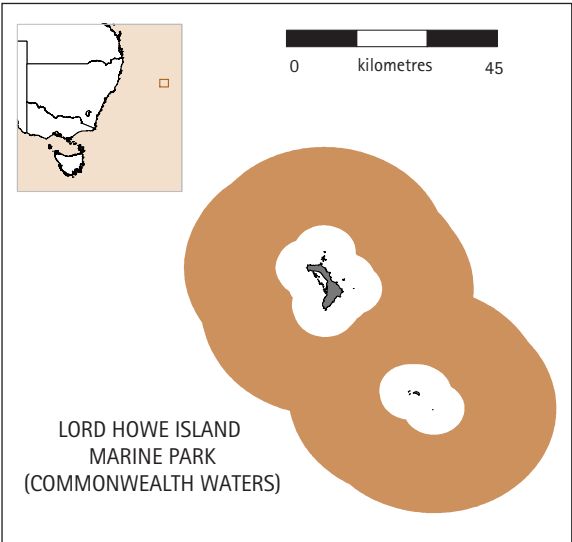 0 kilometres 45
LORD HOWE ISLAND
MARINE PARK
(COMMONWEALTH WATERS)